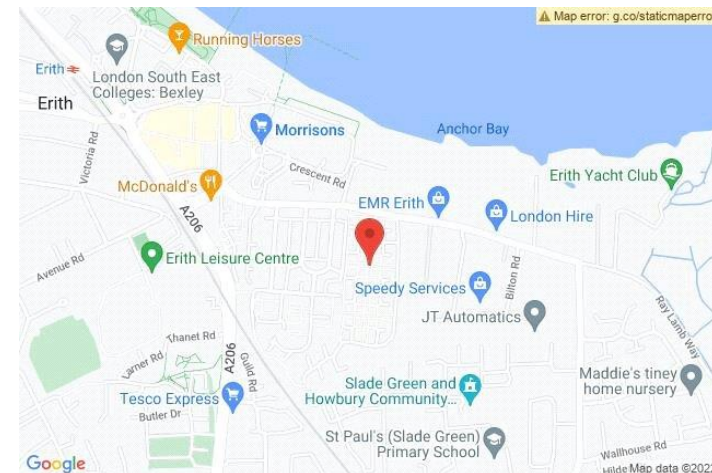 Map error: g.co/staticmaperro
Running Horses
Erith
London South East
Colleges: Bexley
Erith
Morrisons
Anchor Bay
Victoria Rd
Crescent Rd
McDonald's
Erith Yacht Club
EMR Erith
London Hire
A206
Erith Leisure Centre
Avenue Rd
Speedy Services
Bilton Rd
JT Automatics
Ray Lamb Way
Thanet Rd
Larner Rd
A206
Guild Rd
Maddie's tiney
home nursery
Slade Green and
Howbury Community...
Tesco Express
Butler Dr
St Paul's (Slade Green)
Primary School
Wallhouse Rd
Google
Hilde
Map data ©202